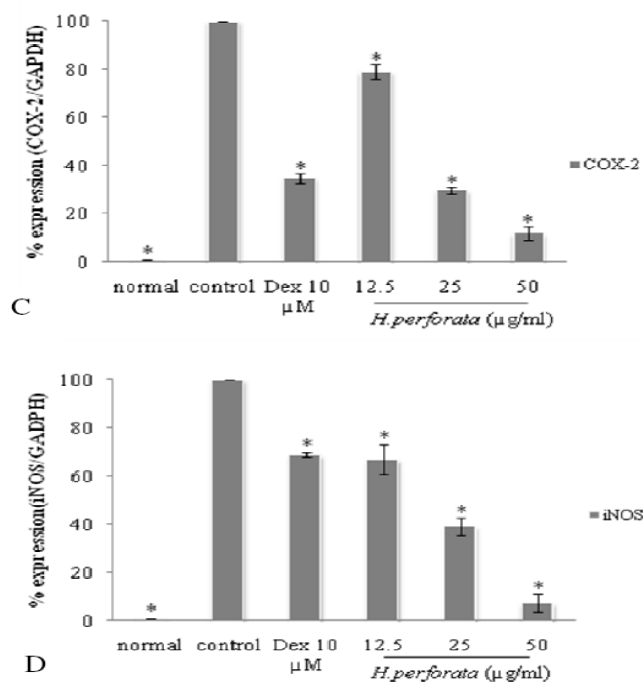 % expression (COX-2/GAPDH)
100
80
60
40
20
0
*
*
*
*
*
normal control Dex 10 µM 12.5 25 50
H.perforata (µg/ml)
COX-2
C
% expression(iNOS/GADPH)
100
80
60
40
20
0
*
*
*
*
*
normal control Dex 10 µM 12.5 25 50
H.perforata (µg/ml)
iNOS
D